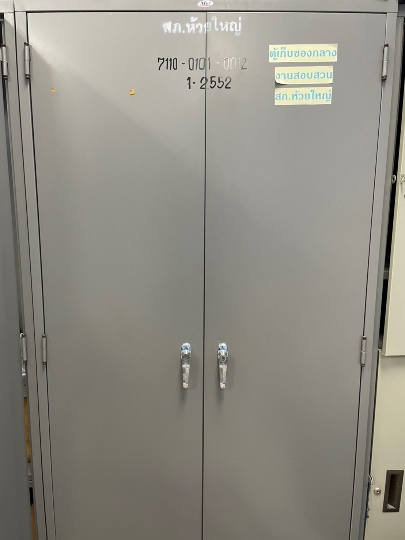 สภ.ห้วยใหญ่
7110-0101-0012
1-2552
ตู้เก็บของกลาง
งานสอบสวน
สภ.ห้วยใหญ่